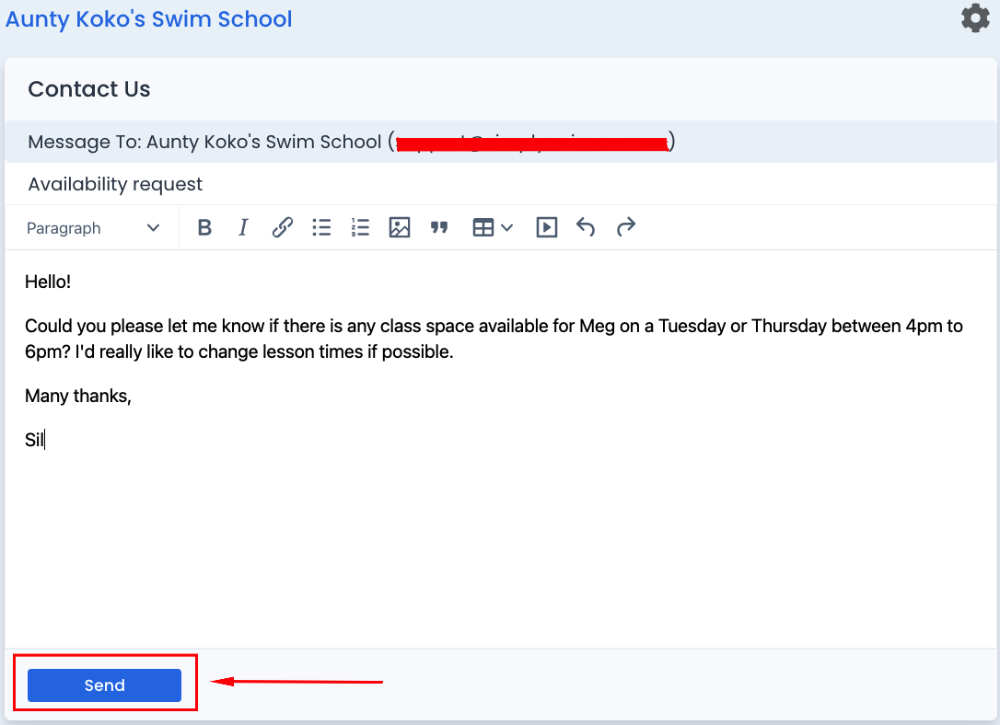 Aunty Koko's Swim School
Contact Us
Message To: Aunty Koko's Swim School ( )
Availability request
Paragraph
Hello!
Could you please let me know if there is any class space available for Meg on a Tuesday or Thursday between 4pm to
6pm? I'd really like to change lesson times if possible.
Many thanks,
Sil
Send